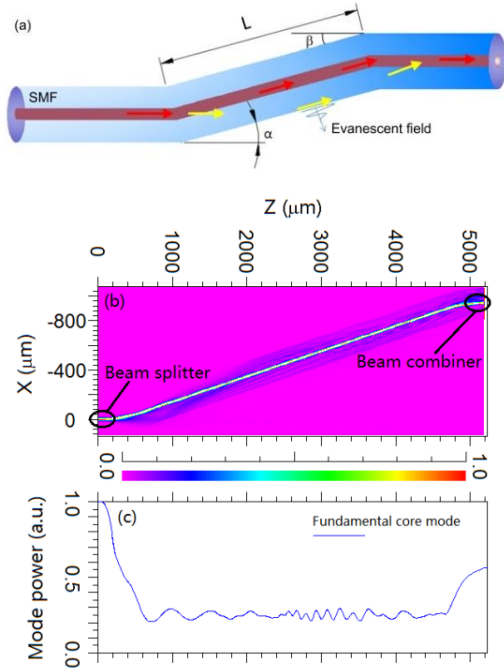 (a)
L
β
SMF
Evanescent field
α
Z (μm)
0 1000 2000 3000 4000 5000
(b)
X (μm)
-800
-400
0
Beam splitter
Beam combiner
0.0 1.0
(c)
Mode power (a.u.)
1.0
0.5
0.0
Fundamental core mode